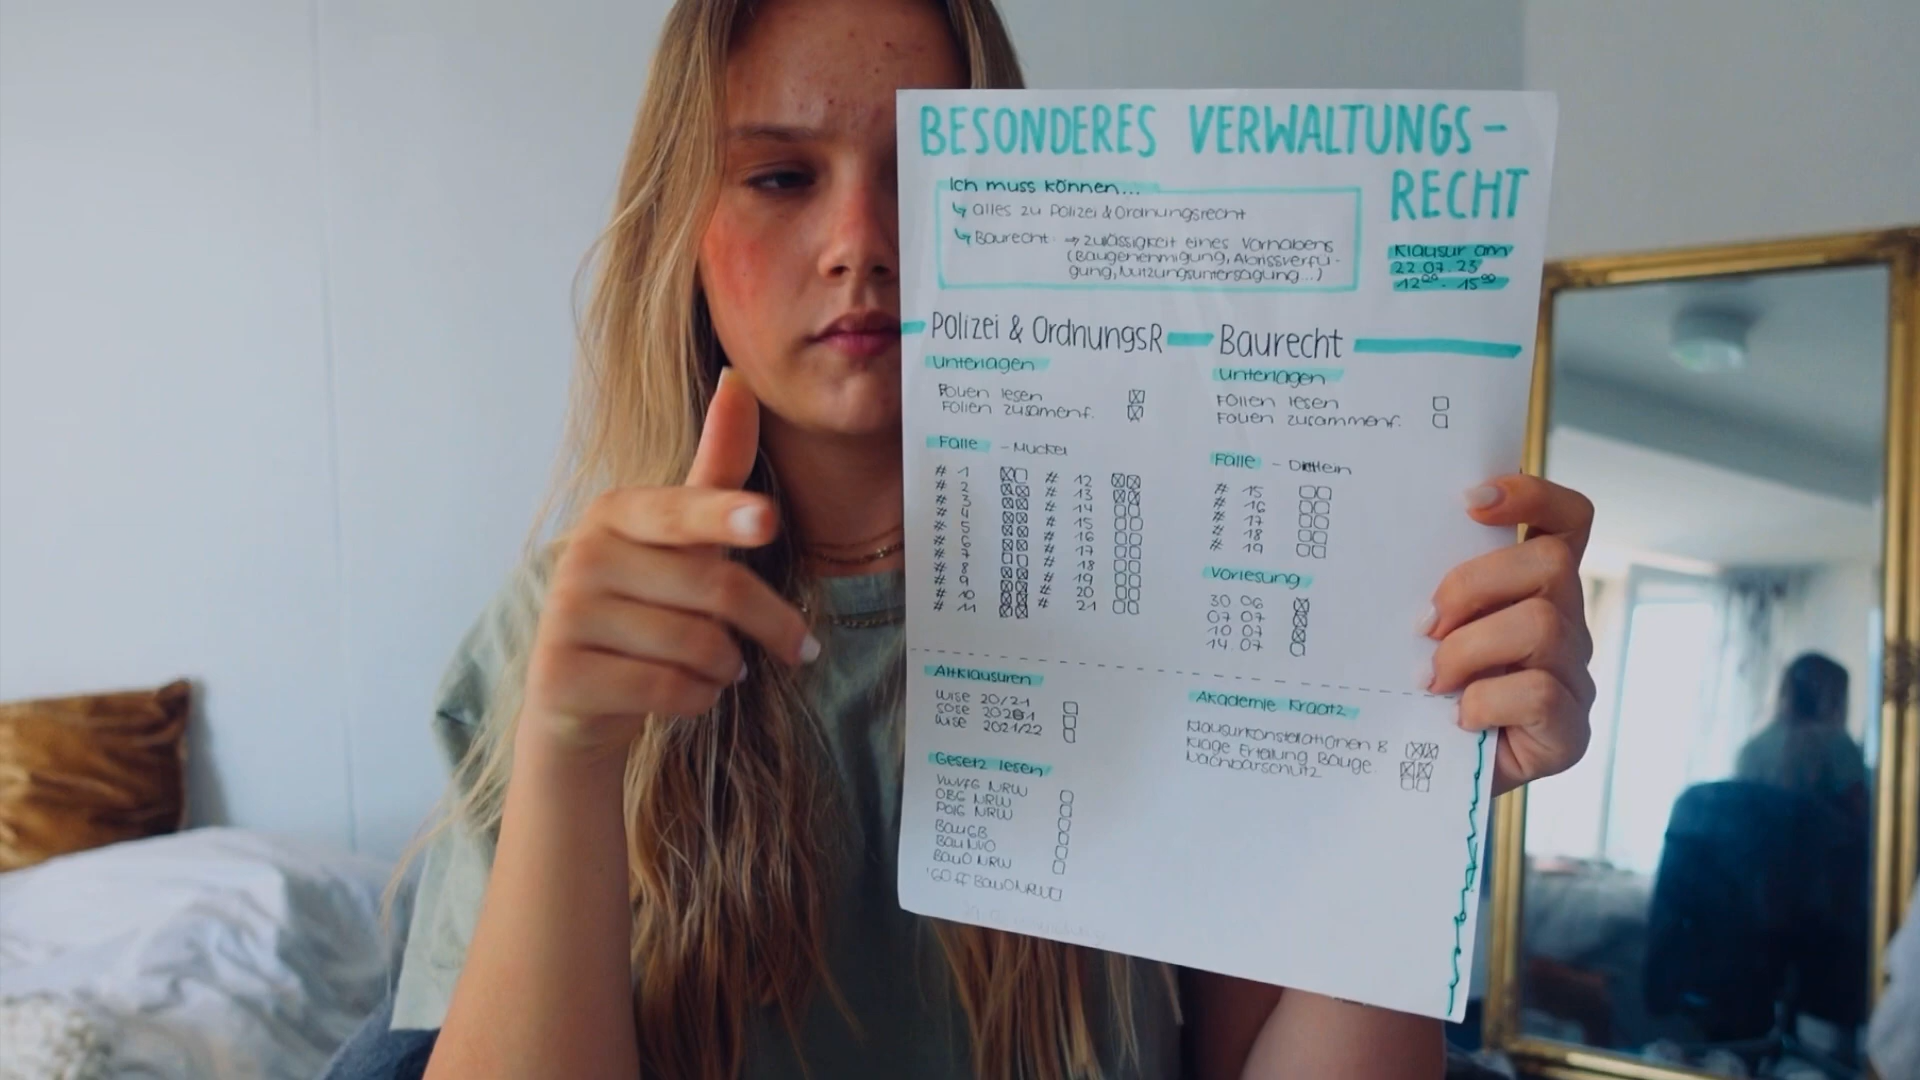 BESONDERES VERWALTUNGS-
RECHT
Ich muss können...
↳ alles zu Polizei & Ordnungsrecht
↳ Baurecht → zulässigkeit eines Vorhabens
(Baugenehmigung, Abrissverfü-
gung, Nutzungsuntersagung...)
Klausur am
22.07.23
12⁰⁰ - 15⁰⁰
Polizei & OrdnungsR
Unterlagen
Folien lesen
Folien zusamenf.
Fälle - Muckel
# 1
# 2
# 3
# 4
# 5
# 6
# 7
# 8
# 9
# 10
# 11
# 12
# 13
# 14
# 15
# 16
# 17
# 18
# 19
# 20
# 21
Baurecht
Unterlagen
Folien lesen
Folien zusammenf.
Fälle -
# 15
# 16
# 17
# 18
# 19
Vorlesung
30 06
07 07
10 07
14. 07
Altklausuren
WiSe 20/21
SoSe
WiSe 2021/22
Gesetz lesen
VwVfG NRW
OBG NRW
PolG NRW
BauGB
BauNVO
BauO NRW
60 ff BauO NRW
Akademie Kraatz
Klausurkonstelationen B
Klage Erteilung Bauge.
Nachbarschutz